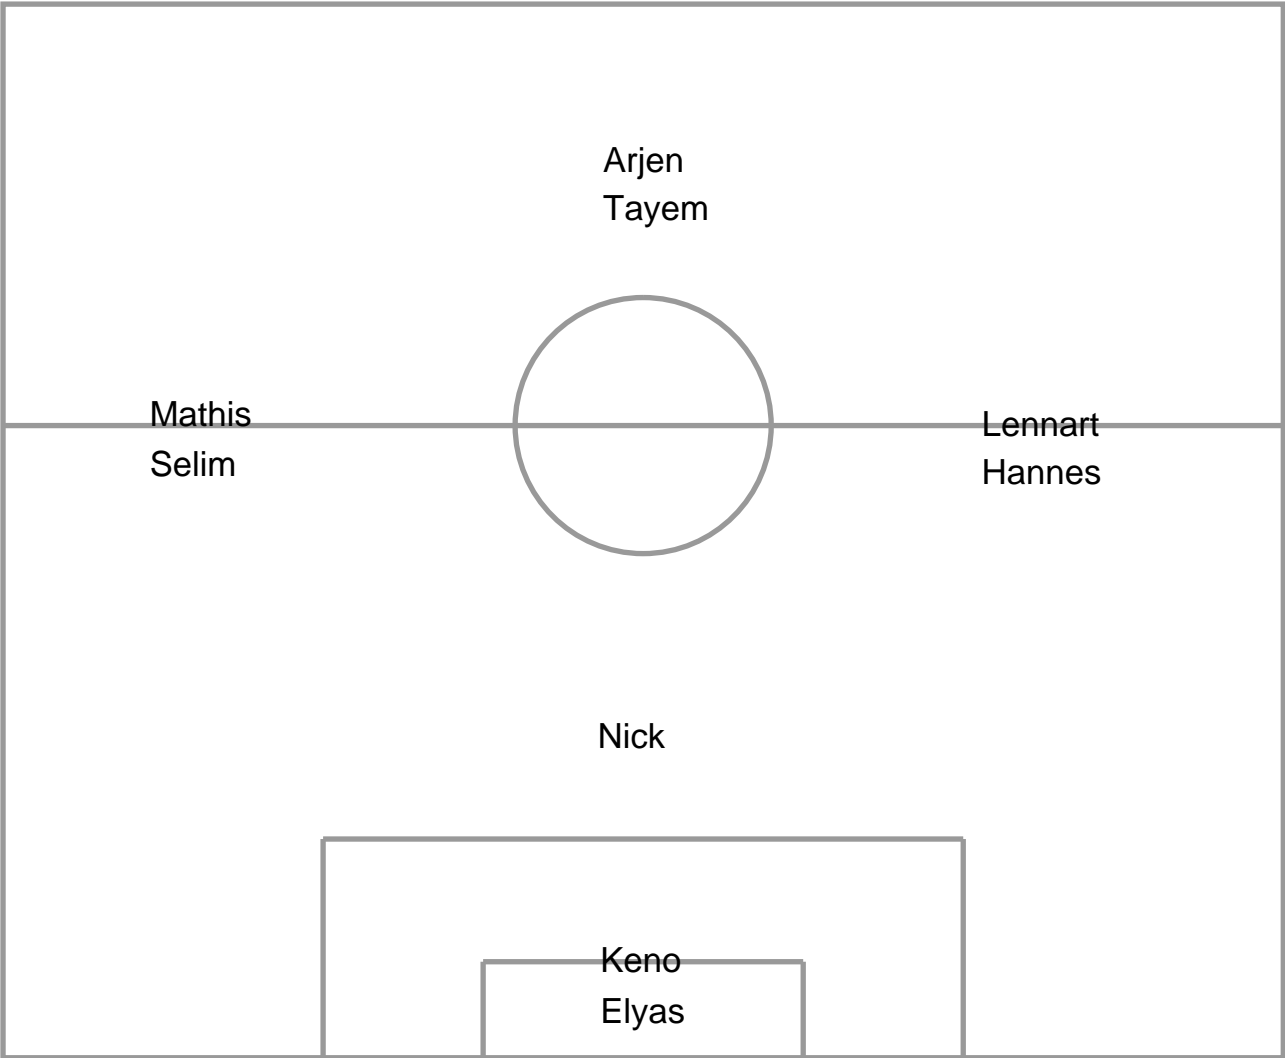 Arjen
Tayem
Mathis
Selim
Lennart
Hannes
Nick
Keno
Elyas